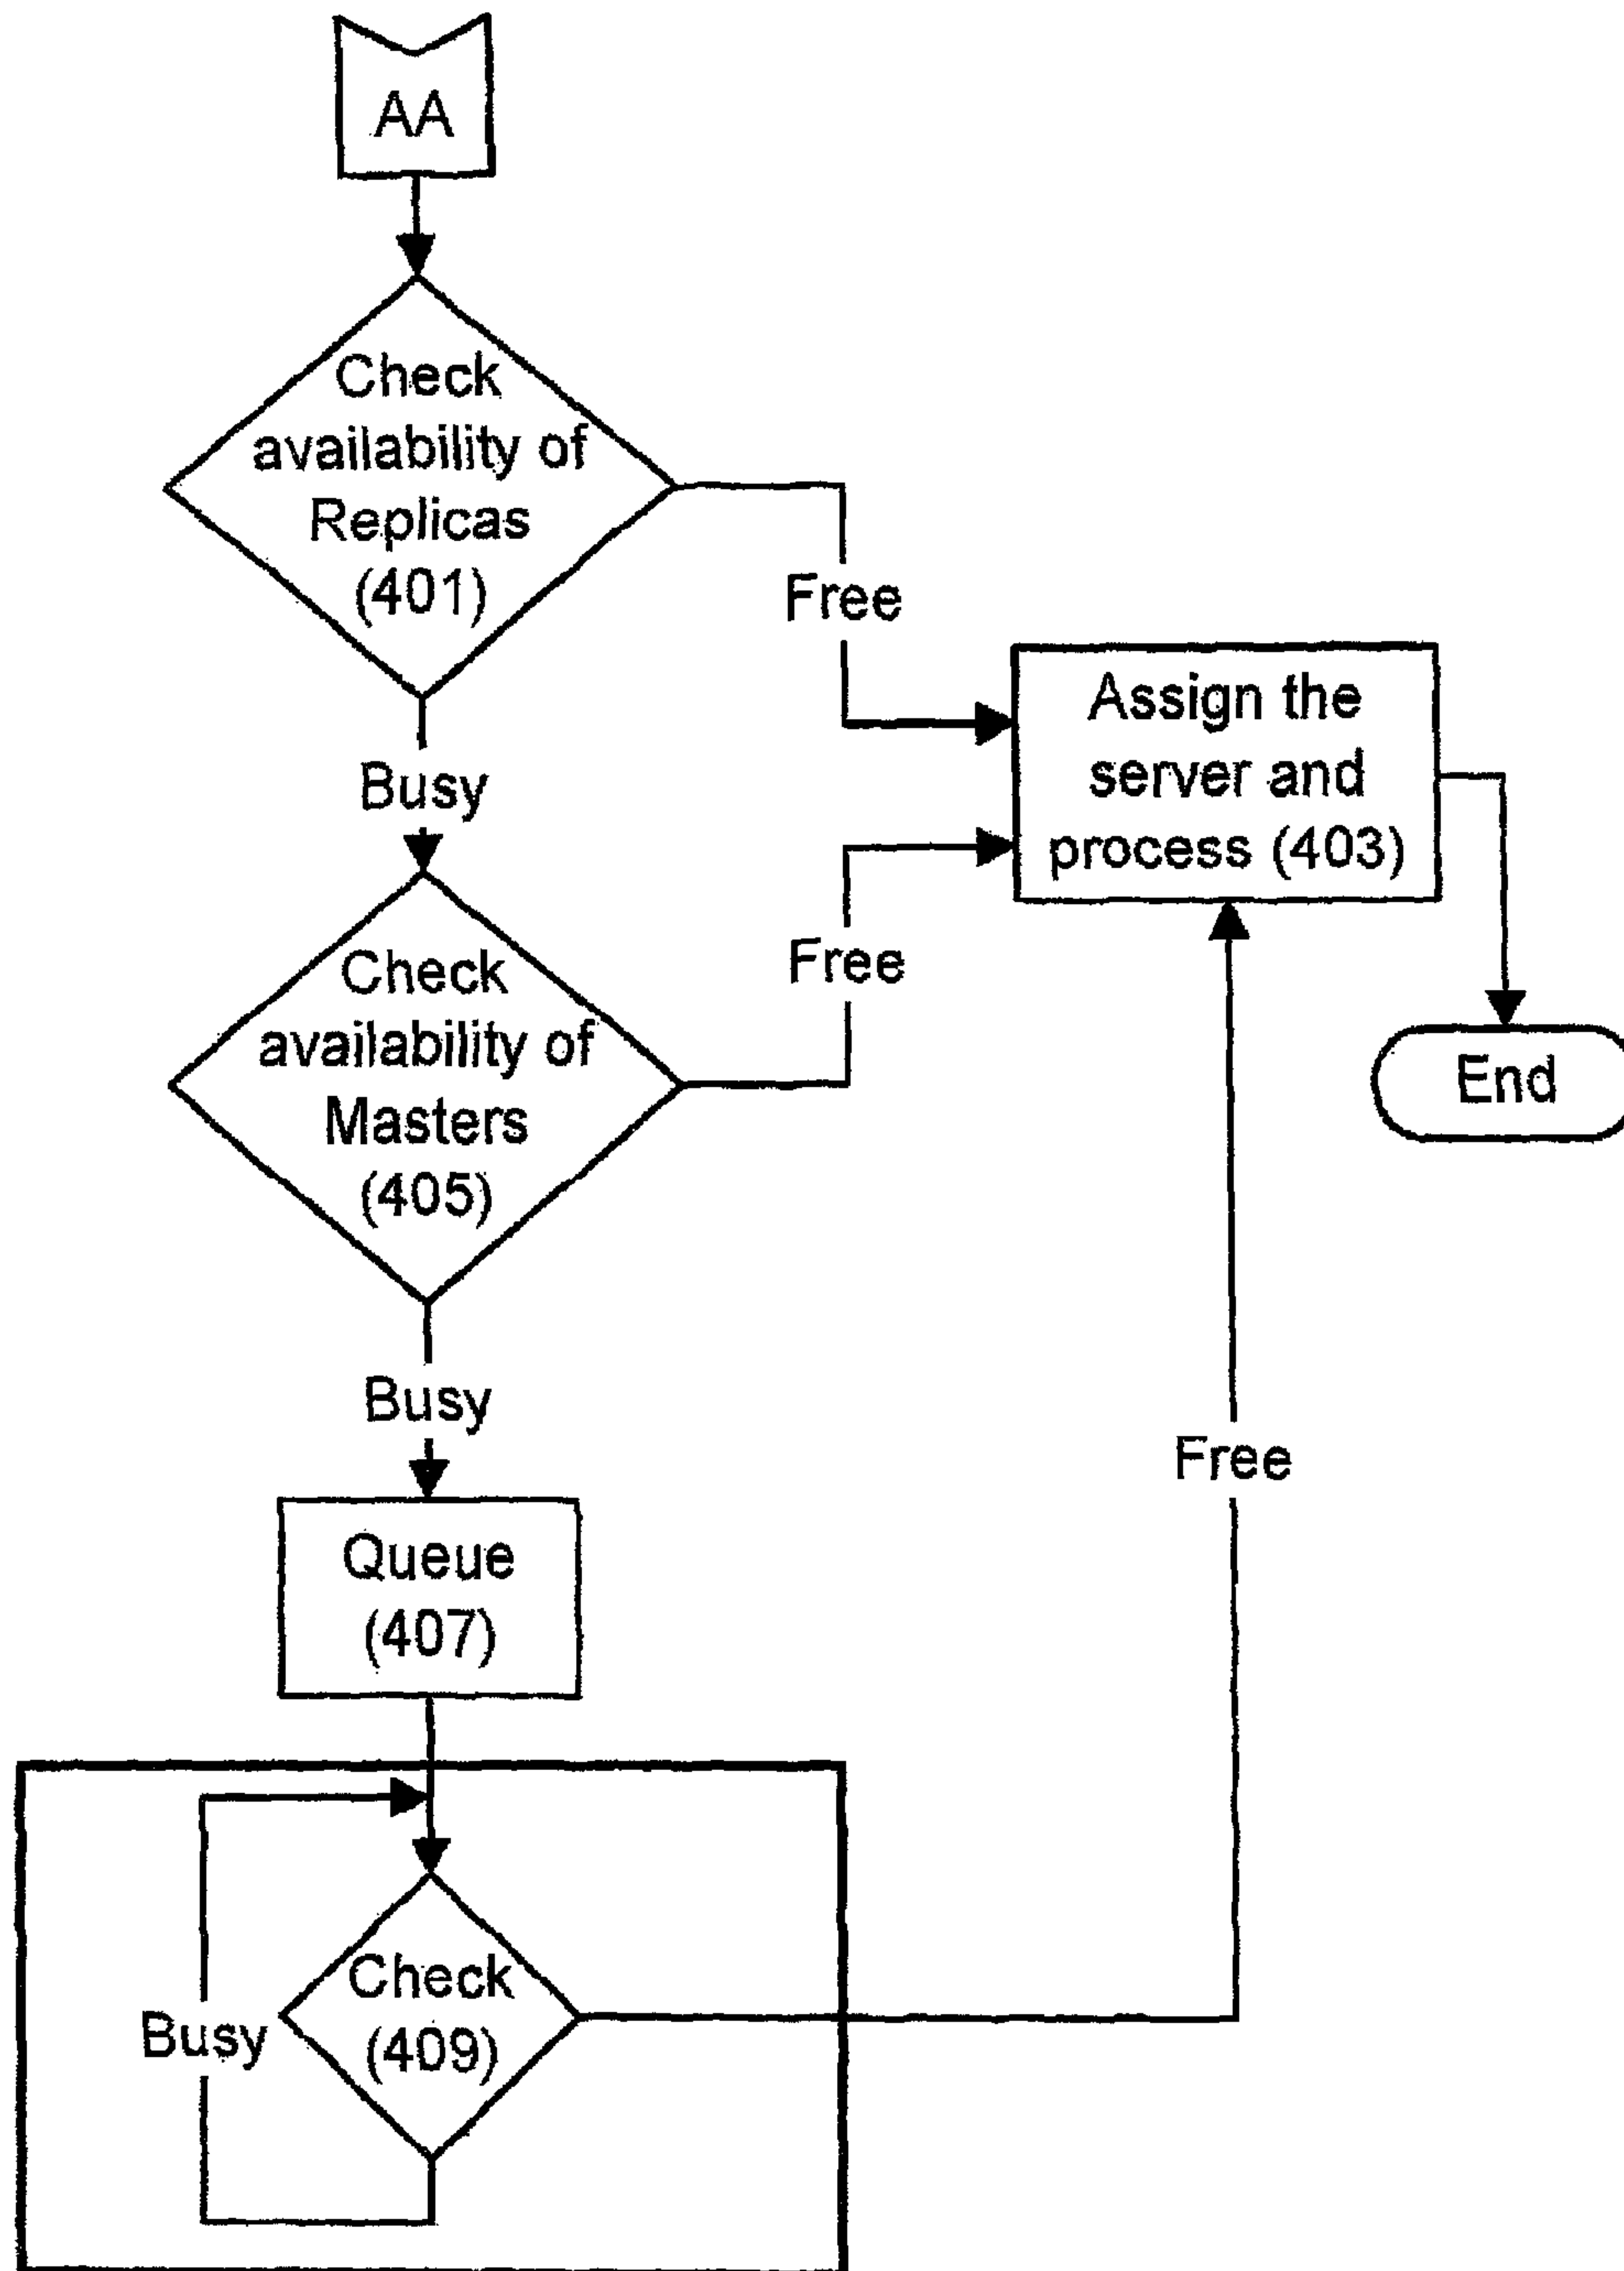 AA
Check
availability of
Replicas
(401)
Free
Busy
Assign the
server and
process (403)
Check
availability of
Masters
(405)
Free
End
Busy
Free
Queue
(407)
Check
(409)
Busy